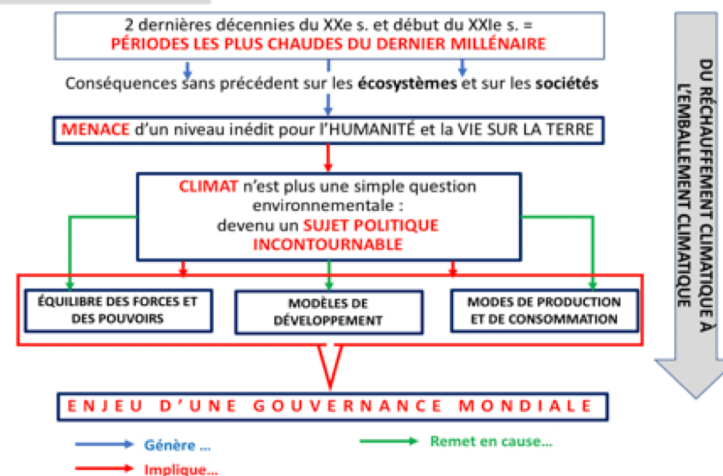 2 dernières décennies du XXe s. et début du XXIe s. =
PÉRIODES LES PLUS CHAUDES DU DERNIER MILLÉNAIRE
Conséquences sans précédent sur les écosystèmes et sur les sociétés
MENACE d'un niveau inédit pour l'HUMANITÉ et la VIE SUR LA TERRE
CLIMAT n'est plus une simple question
environnementale :
devenu un SUJET POLITIQUE
INCONTOURNABLE
ÉQUILIBRE DES FORCES ET
DES POUVOIRS
MODÈLES DE
DÉVELOPPEMENT
MODES DE PRODUCTION
ET DE CONSOMMATION
ENJEU D'UNE GOUVERNANCE MONDIALE
Génère ...
Remet en cause...
Implique...
DU RÉCHAUFFEMENT CLIMATIQUE À
L'EMBALLEMENT CLIMATIQUE